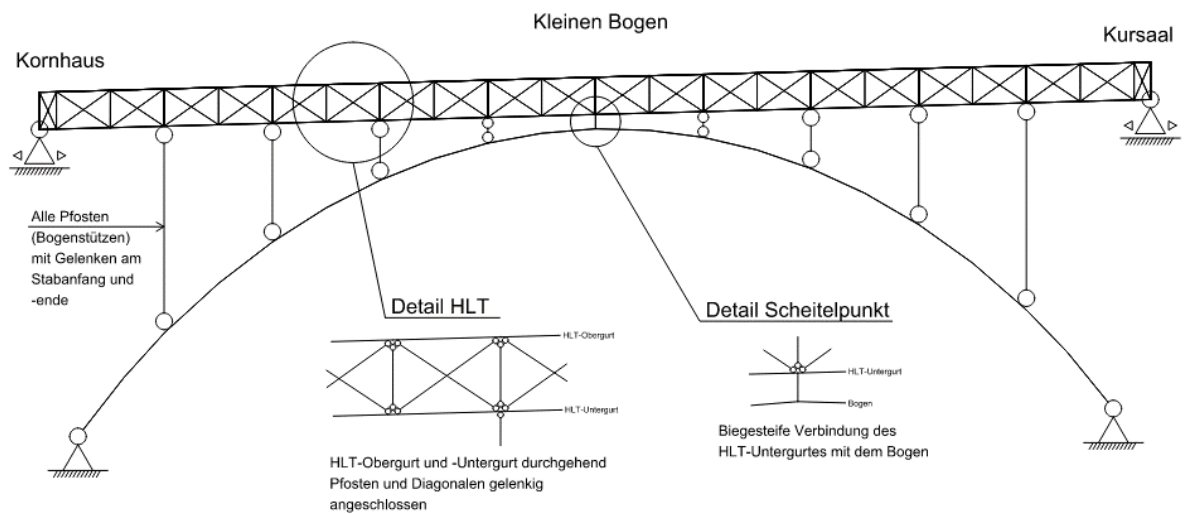 Kleinen Bogen
Kornhaus
Kursaal
Alle Pfosten
(Bogenstützen)
mit Gelenken am
Stabanfang und
-ende
Detail HLT
HLT-Obergurt
HLT-Untergurt
HLT-Obergurt und -Untergurt durchgehend
Pfosten und Diagonalen gelenkig
angeschlossen
Detail Scheitelpunkt
HLT-Untergurt
Bogen
Biegesteife Verbindung des
HLT-Untergurtes mit dem Bogen